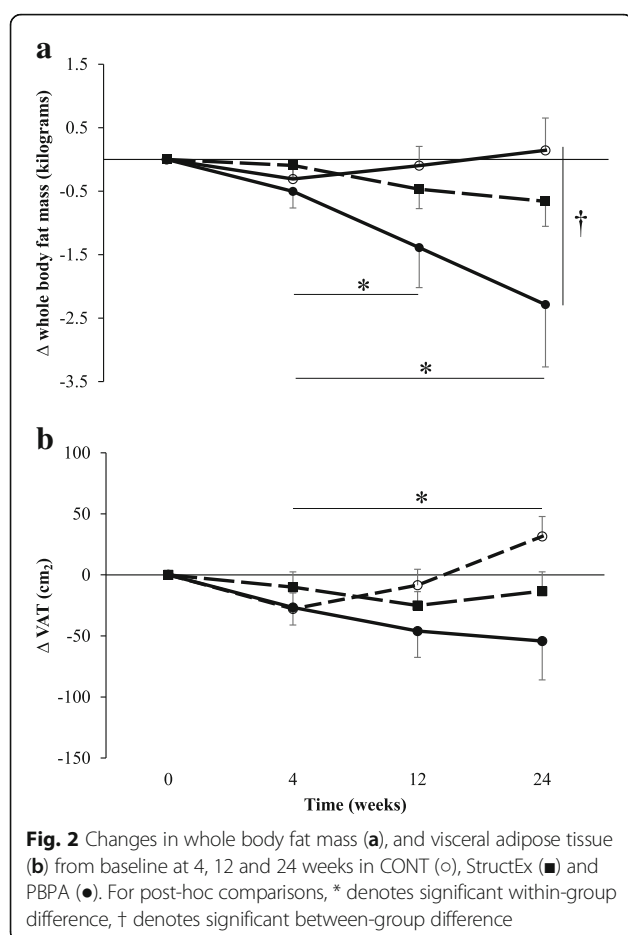 a
1.5
0.5
-0.5
-1.5
-2.5
-3.5
Δ whole body fat mass (kilograms)
*
*
†
b
100
50
0
-50
-100
-150
Δ VAT (cm₂)
*
0 4 12 24
Time (weeks)
Fig. 2 Changes in whole body fat mass (a), and visceral adipose tissue
(b) from baseline at 4, 12 and 24 weeks in CONT (○), StructEx (■) and
PBPA (●). For post-hoc comparisons, * denotes significant within-group
difference, † denotes significant between-group difference